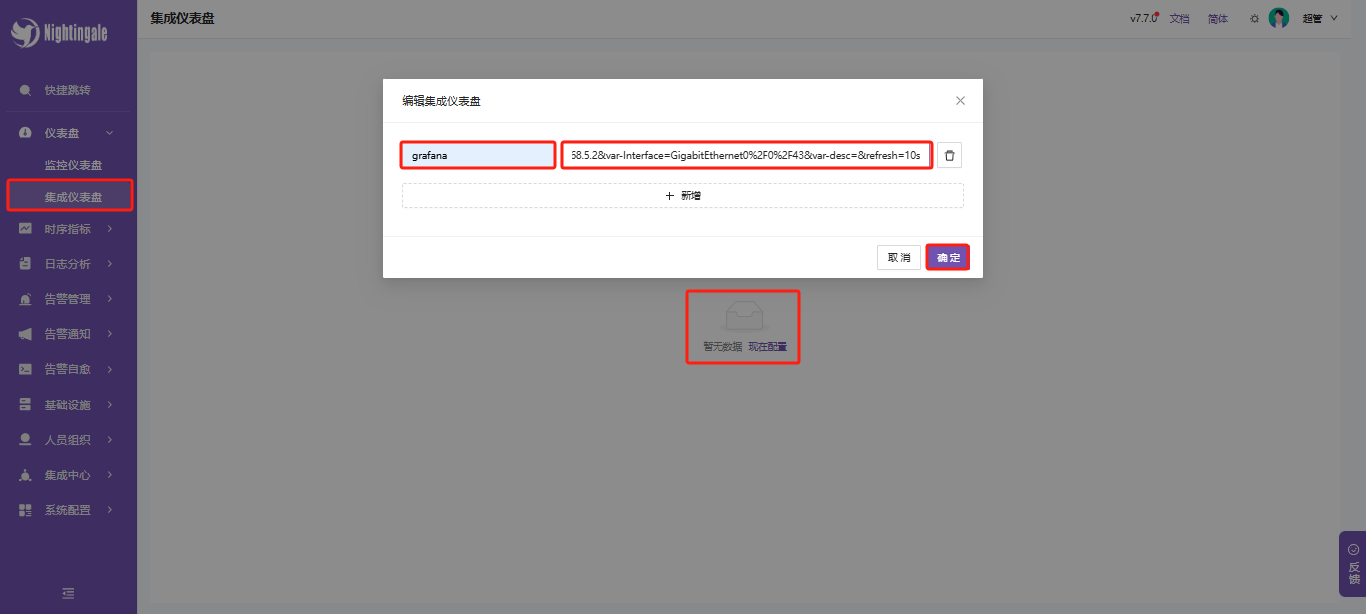 Nightingale
集成仪表盘
v7.7.0 文档 简体 超管
快捷跳转
仪表盘
监控仪表盘
集成仪表盘
时序指标
日志分析
告警管理
告警通知
告警自愈
基础设施
人员组织
集成中心
系统配置
编辑集成仪表盘
grafana
58.5.2&var-Interface=GigabitEthernet0%2F0%2F43&var-desc=&refresh=10s
+ 新增
取消 确定
暂无数据 现在配置
反馈